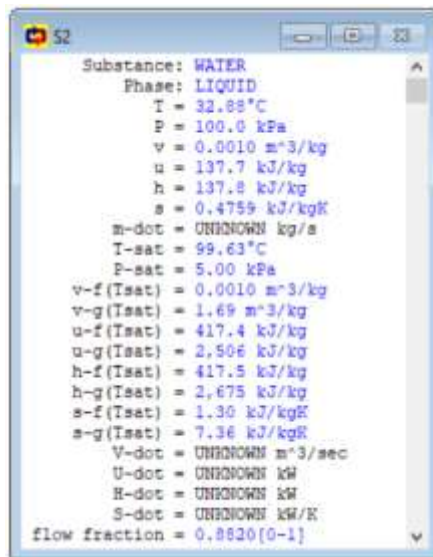 S2
Substance: WATER
Phase: LIQUID
T = 32.88°C
P = 100.0 kPa
v = 0.0010 m^3/kg
u = 137.7 kJ/kg
h = 137.8 kJ/kg
s = 0.4759 kJ/kgK
m-dot = UNKNOWN kg/s
T-sat = 99.63°C
P-sat = 5.00 kPa
v-f(Tsat) = 0.0010 m^3/kg
v-g(Tsat) = 1.69 m^3/kg
u-f(Tsat) = 417.4 kJ/kg
u-g(Tsat) = 2,506 kJ/kg
h-f(Tsat) = 417.5 kJ/kg
h-g(Tsat) = 2,675 kJ/kg
s-f(Tsat) = 1.30 kJ/kgK
s-g(Tsat) = 7.36 kJ/kgK
V-dot = UNKNOWN m^3/sec
U-dot = UNKNOWN kW
H-dot = UNKNOWN kW
S-dot = UNKNOWN kW/K
flow fraction = 0.8820[0-1]